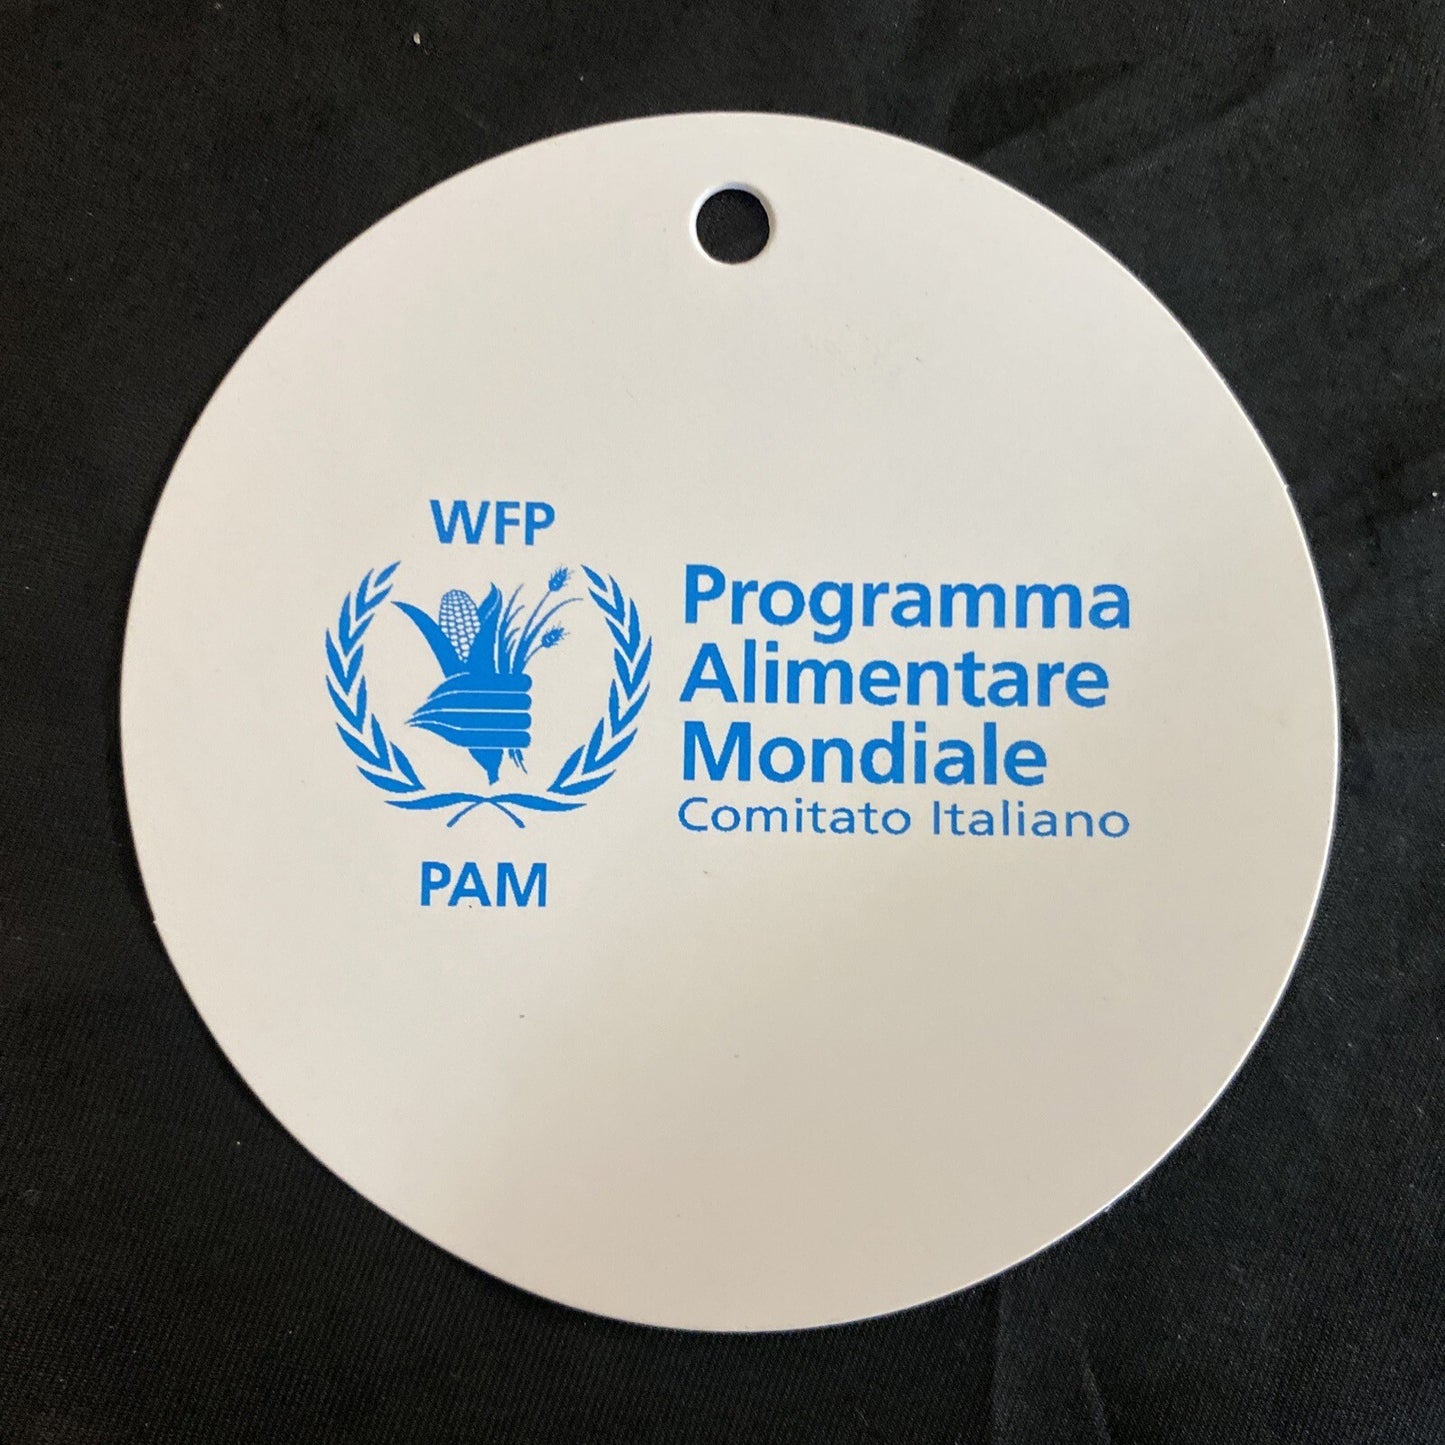 WFP
Programma
Alimentare
Mondiale
Comitato Italiano
PAM